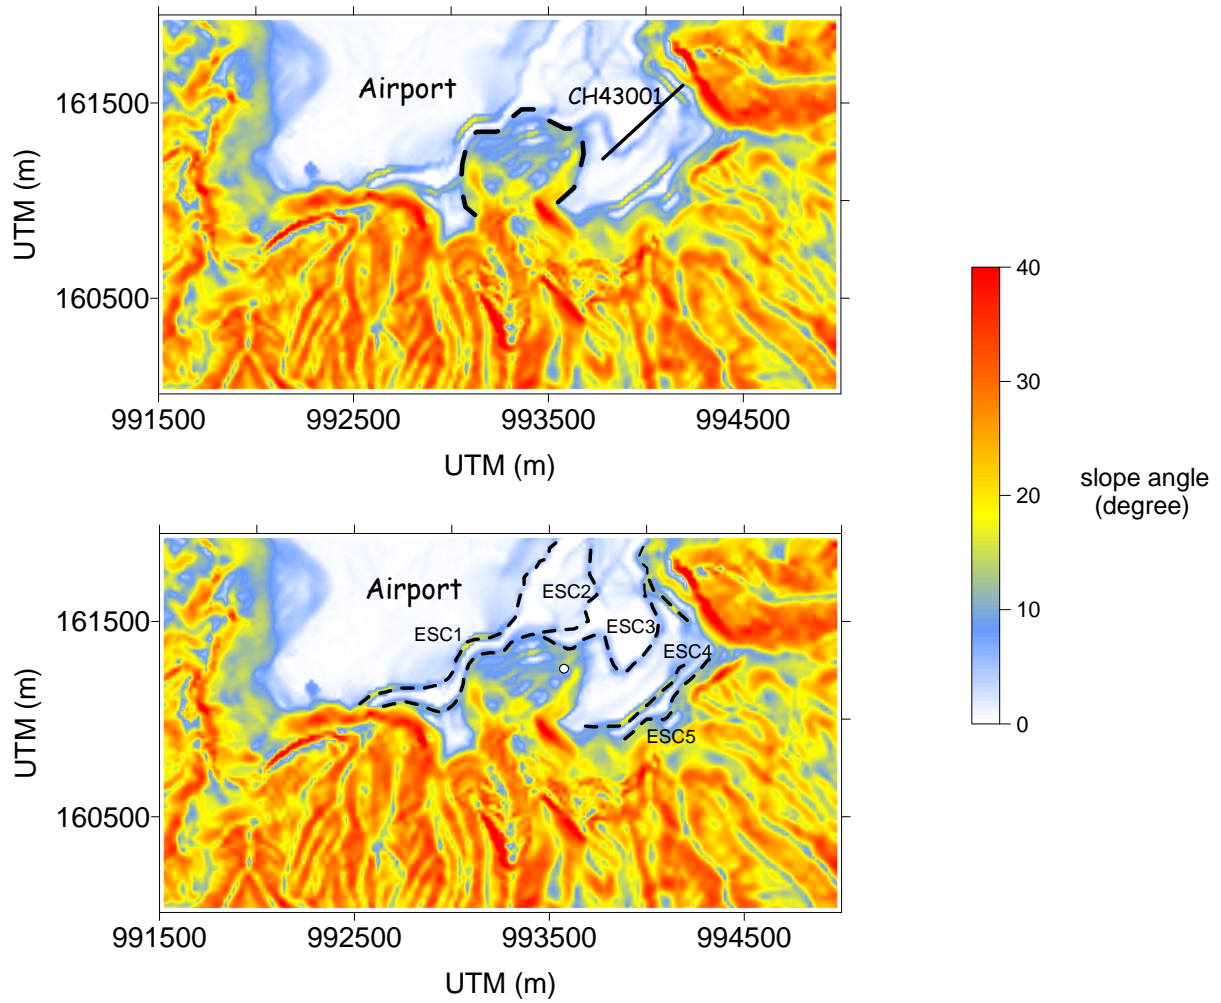 Airport
CH43001
161500
160500
UTM (m)
991500
992500
993500
994500
UTM (m)
40
30
20
10
0
slope angle
(degree)
Airport
ESC1
ESC2
ESC3
ESC4
ESC5
161500
160500
UTM (m)
991500
992500
993500
994500
UTM (m)